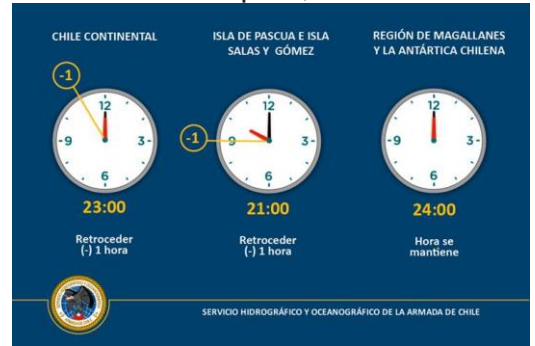 CHILE CONTINENTAL
-1
12
3
6
9
23:00
Retroceder
(-) 1 hora
ISLA DE PASCUA E ISLA
SALAS Y GÓMEZ
-1
12
3
6
9
21:00
Retroceder
(-) 1 hora
REGIÓN DE MAGALLANES
Y LA ANTÁRTICA CHILENA
12
3
6
9
24:00
Hora se
mantiene
SERVICIO HIDROGRÁFICO Y OCEANOGRÁFICO DE LA ARMADA DE CHILE